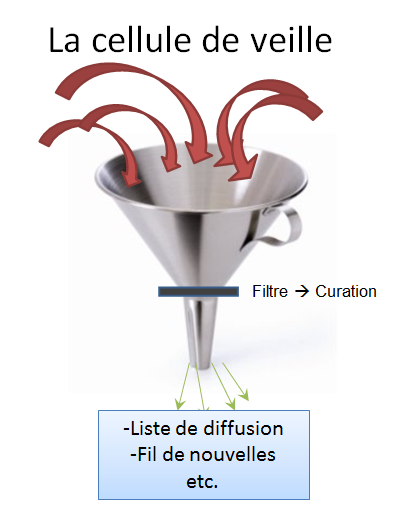 La cellule de veille
Filtre → Curation
-Liste de diffusion
-Fil de nouvelles
etc.